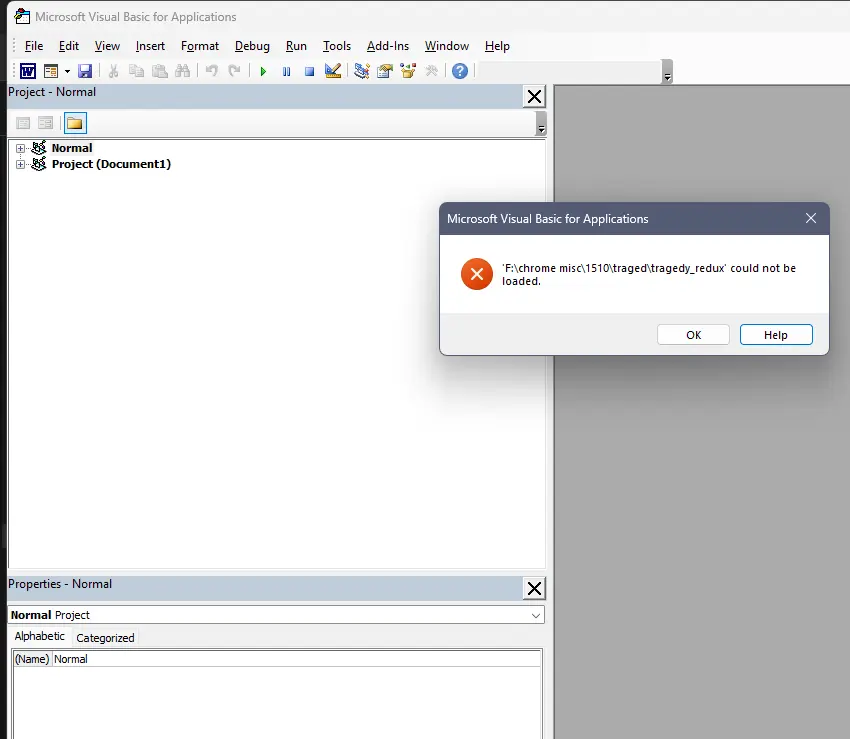 Microsoft Visual Basic for Applications
File Edit View Insert Format Debug Run Tools Add-Ins Window Help
Project - Normal
Normal
Project (Document1)
Microsoft Visual Basic for Applications
'F:\chrome misc\1510\traged\tragedy_redux' could not be
loaded.
OK Help
Properties - Normal
Normal Project
Alphabetic Categorized
(Name) Normal